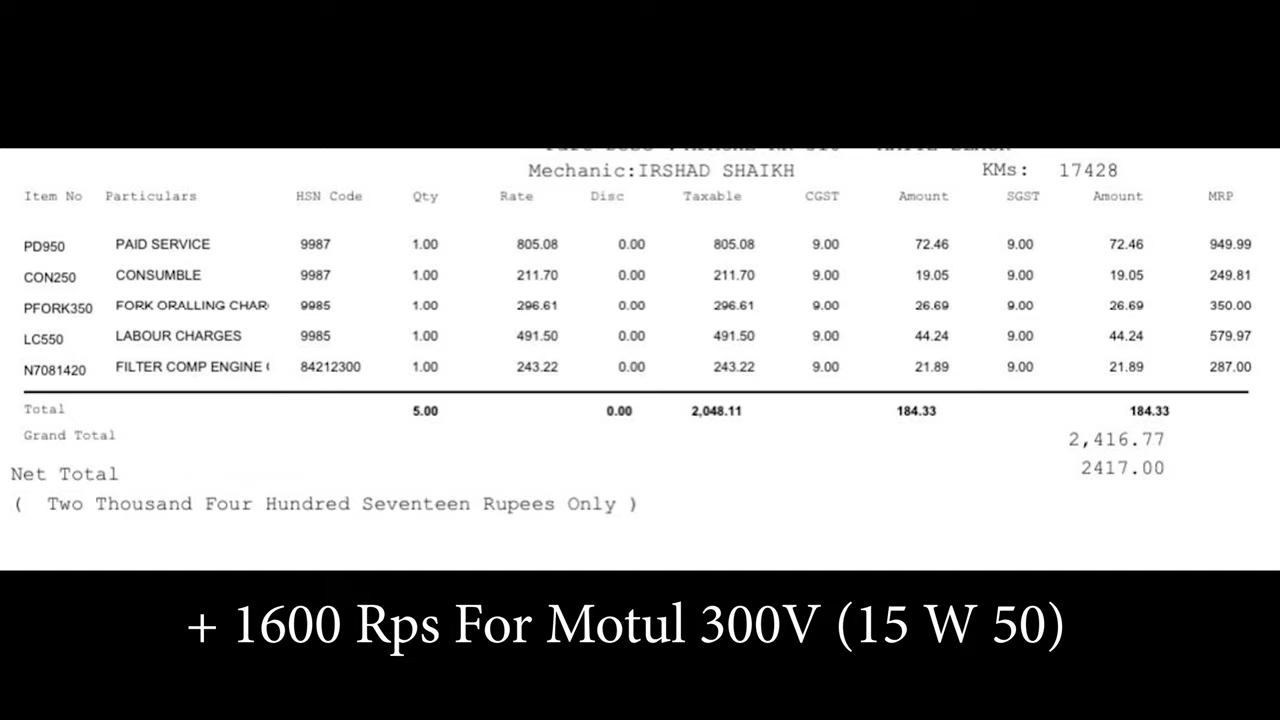 Mechanic:IRSHAD SHAIKH KMs: 17428
Item No Particulars HSN Code Qty Rate Disc Taxable CGST Amount SGST Amount MRP
PD950 PAID SERVICE 9987 1.00 805.08 0.00 805.08 9.00 72.46 9.00 72.46 949.99
CON250 CONSUMBLE 9987 1.00 211.70 0.00 211.70 9.00 19.05 9.00 19.05 249.81
PFORK350 FORK ORALLING CHAR 9985 1.00 296.61 0.00 296.61 9.00 26.69 9.00 26.69 350.00
LC550 LABOUR CHARGES 9985 1.00 491.50 0.00 491.50 9.00 44.24 9.00 44.24 579.97
N7081420 FILTER COMP ENGINE 84212300 1.00 243.22 0.00 243.22 9.00 21.89 9.00 21.89 287.00
Total 5.00 0.00 2,048.11 184.33 184.33
Grand Total 2,416.77
Net Total 2417.00
( Two Thousand Four Hundred Seventeen Rupees Only )
+ 1600 Rps For Motul 300V (15 W 50)